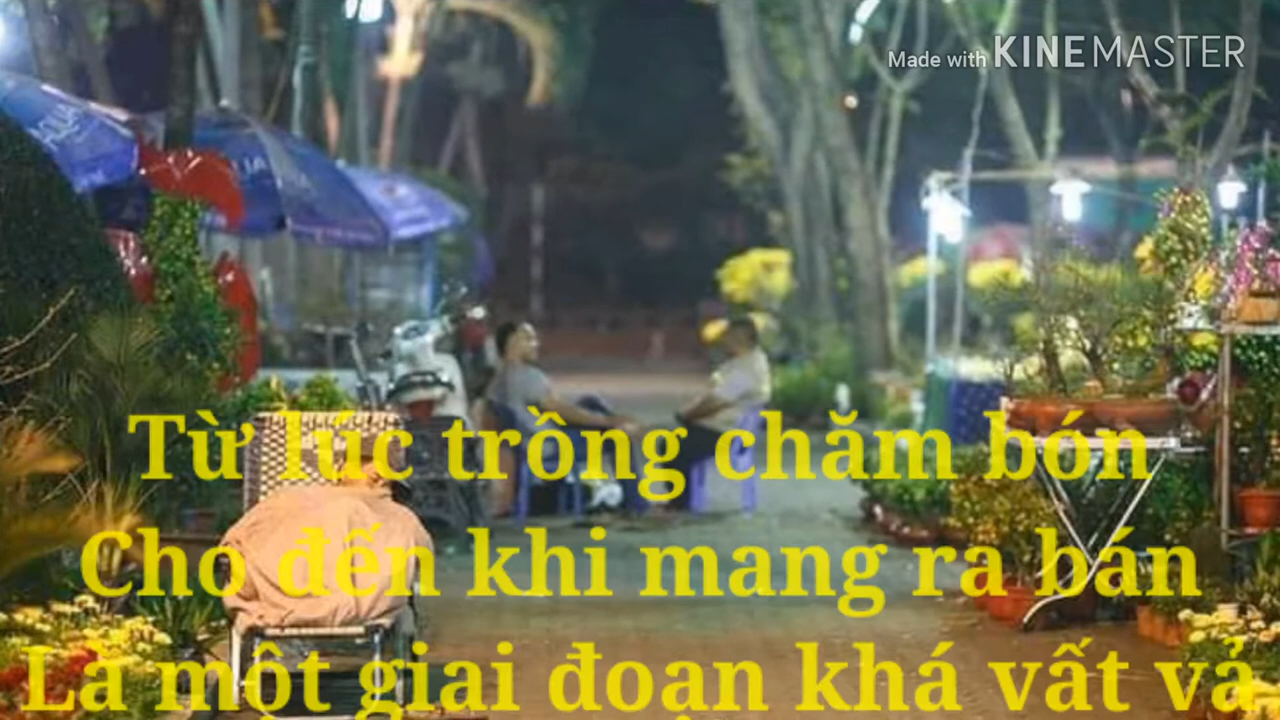 Made with KINEMASTER
Từ lúc trồng chăm bón
Cho đến khi mang ra bán
Là một giai đoạn khá vất vả